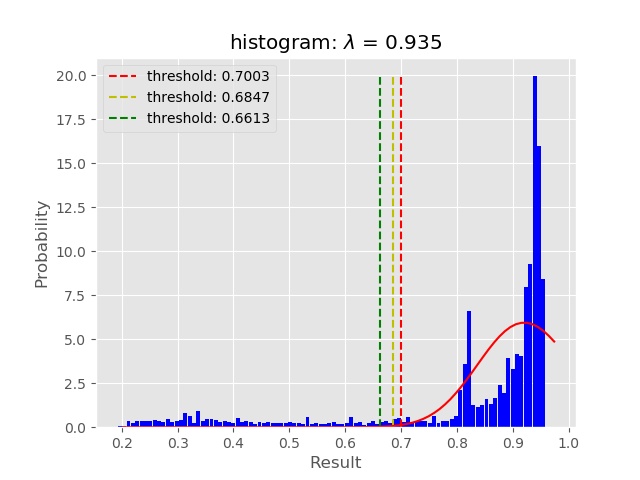 histogram: λ = 0.935
threshold: 0.7003
threshold: 0.6847
threshold: 0.6613
20.0
17.5
15.0
12.5
10.0
7.5
5.0
2.5
0.0
Probability
0.2 0.3 0.4 0.5 0.6 0.7 0.8 0.9 1.0
Result